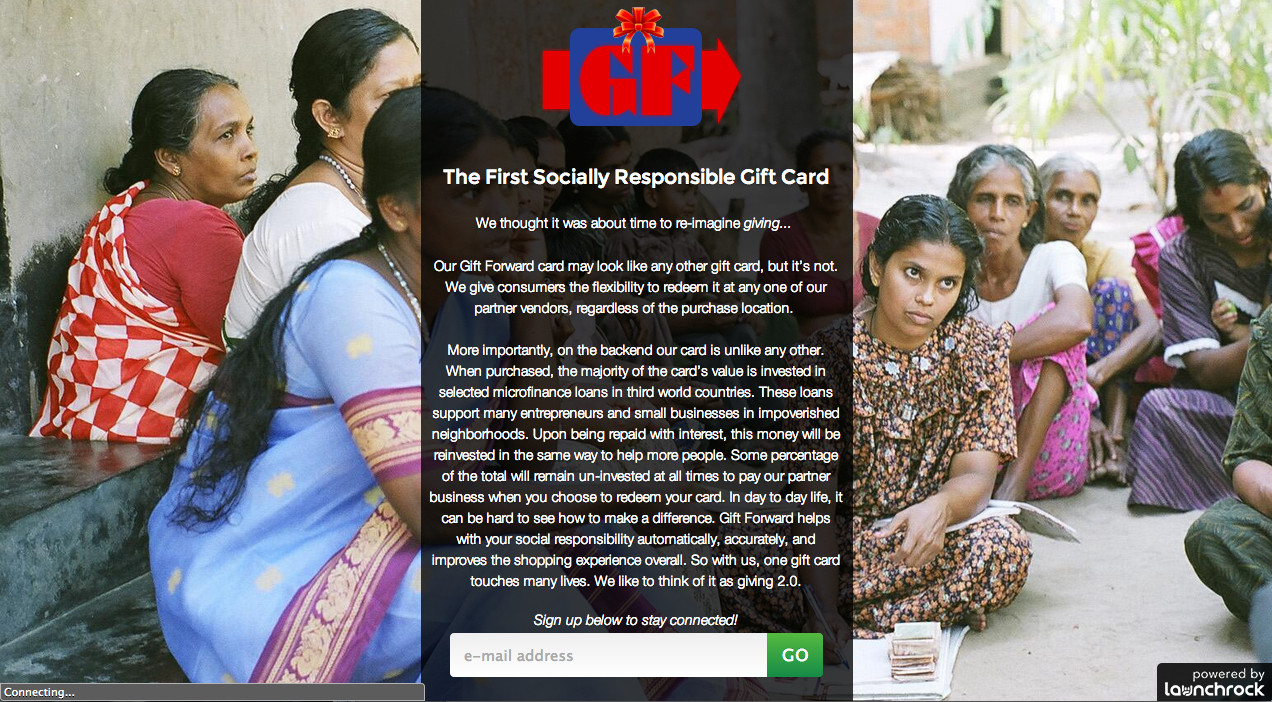 GF
The First Socially Responsible Gift Card
We thought it was about time to re-imagine giving...
Our Gift Forward card may look like any other gift card, but it's not.
We give consumers the flexibility to redeem it at any one of our
partner vendors, regardless of the purchase location.
More importantly, on the backend our card is unlike any other.
When purchased, the majority of the card's value is invested in
selected microfinance loans in third world countries. These loans
support many entrepreneurs and small businesses in impoverished
neighborhoods. Upon being repaid with interest, this money will be
reinvested in the same way to help more people. Some percentage
of the total will remain un-invested at all times to pay our partner
business when you choose to redeem your card. In day to day life, it
can be hard to see how to make a difference. Gift Forward helps
with your social responsibility automatically, accurately, and
improves the shopping experience overall. So with us, one gift card
touches many lives. We like to think of it as giving 2.0.
Sign up below to stay connected!
e-mail address GO
Connecting...
powered by
launchrock